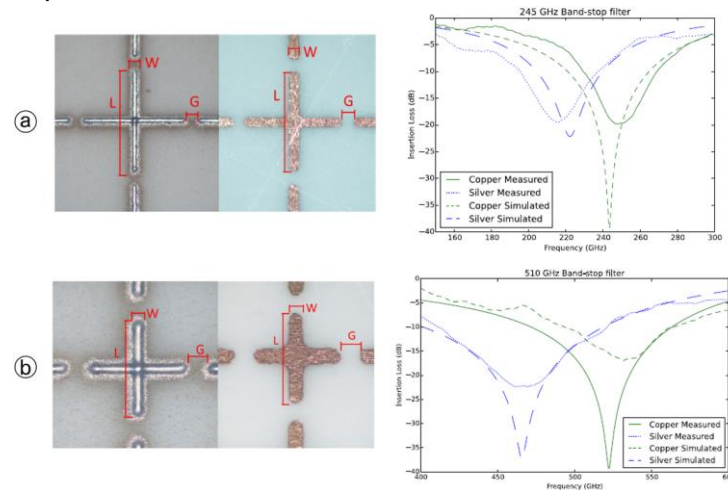 ⓐ
W
L
G
W
L
G
245 GHz Band-stop filter
Insertion Loss (dB)
0
−5
−10
−15
−20
−25
−30
−35
−40
160 180 200 220 240 260 280 300
Frequency (GHz)
Copper Measured
Silver Measured
Copper Simulated
Silver Simulated
ⓑ
W
L
G
W
L
G
510 GHz Band-stop filter
Insertion Loss (dB)
0
−5
−10
−15
−20
−25
−30
−35
−40
400 450 500 550 600
Frequency (GHz)
Copper Measured
Silver Measured
Copper Simulated
Silver Simulated